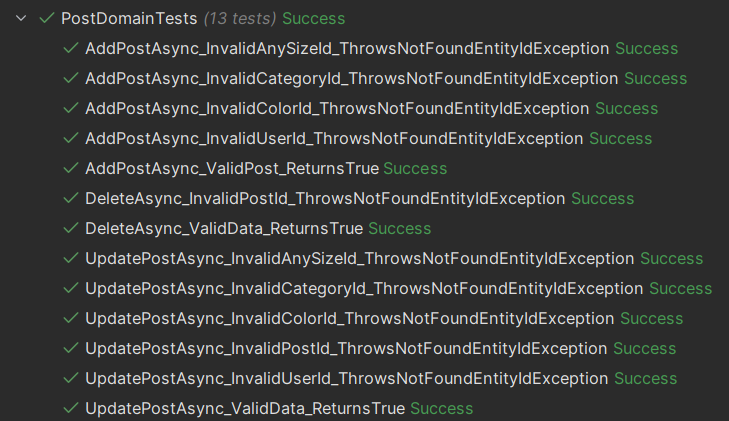 PostDomainTests (13 tests) Success
AddPostAsync_InvalidAnySizeId_ThrowsNotFoundEntityIdException Success
AddPostAsync_InvalidCategoryId_ThrowsNotFoundEntityIdException Success
AddPostAsync_InvalidColorId_ThrowsNotFoundEntityIdException Success
AddPostAsync_InvalidUserId_ThrowsNotFoundEntityIdException Success
AddPostAsync_ValidPost_ReturnsTrue Success
DeleteAsync_InvalidPostId_ThrowsNotFoundEntityIdException Success
DeleteAsync_ValidData_ReturnsTrue Success
UpdatePostAsync_InvalidAnySizeId_ThrowsNotFoundEntityIdException Success
UpdatePostAsync_InvalidCategoryId_ThrowsNotFoundEntityIdException Success
UpdatePostAsync_InvalidColorId_ThrowsNotFoundEntityIdException Success
UpdatePostAsync_InvalidPostId_ThrowsNotFoundEntityIdException Success
UpdatePostAsync_InvalidUserId_ThrowsNotFoundEntityIdException Success
UpdatePostAsync_ValidData_ReturnsTrue Success